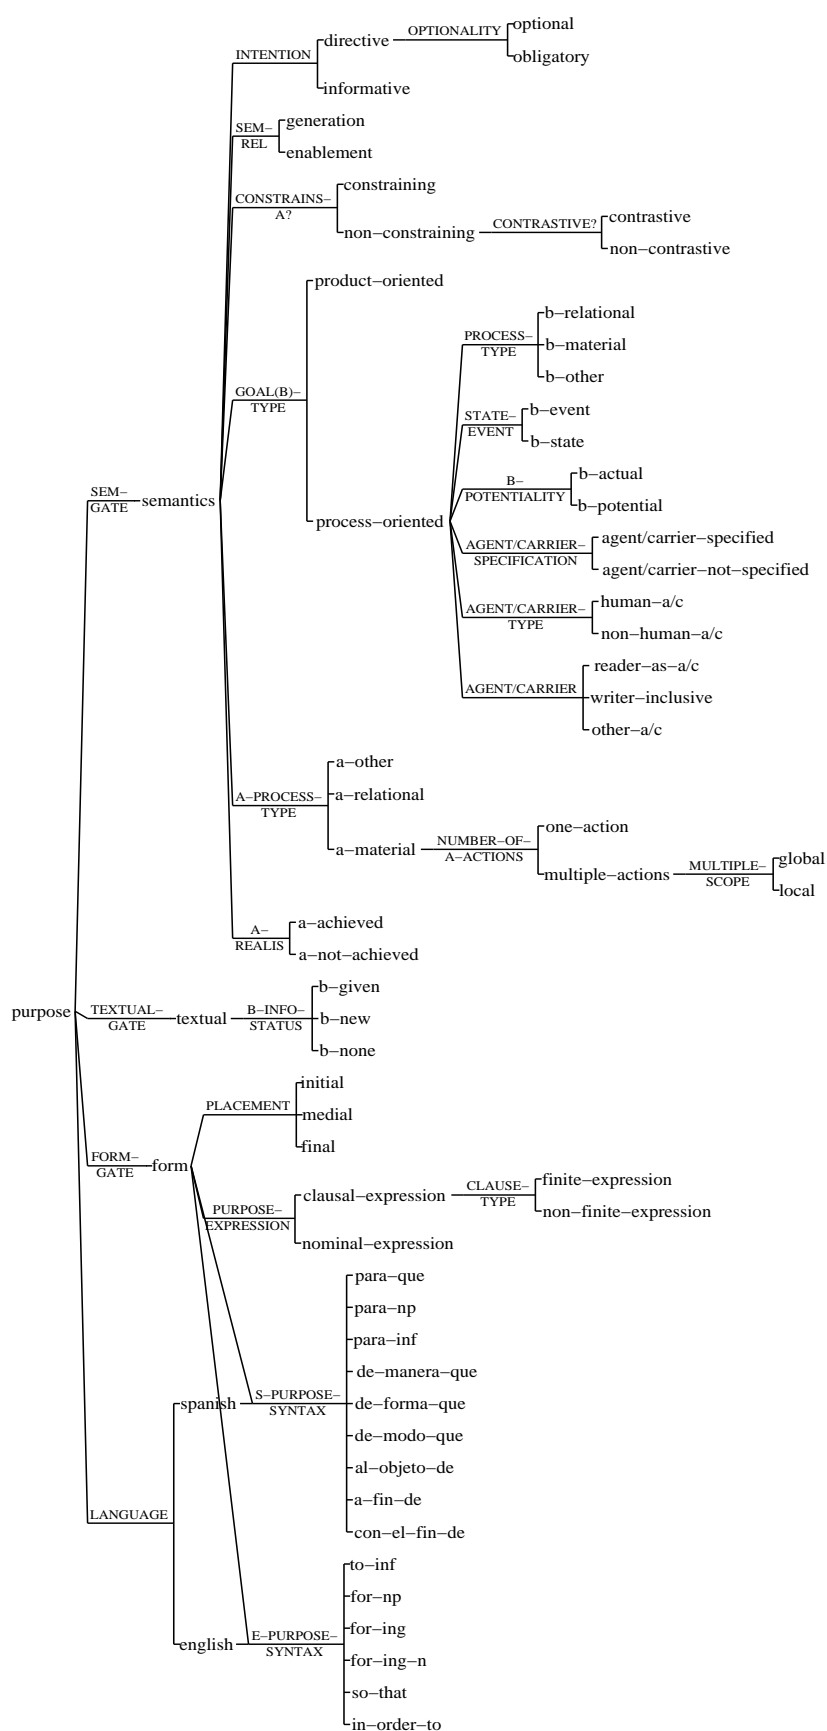 optional
OPTIONALITY
directive
obligatory
INTENTION
informative
generation
SEM–
REL
enablement
constraining
CONSTRAINS–
A?
contrastive
CONTRASTIVE?
non–constraining
non–contrastive
product–oriented
b–relational
PROCESS–
TYPE
b–material
b–other
GOAL(B)–
TYPE
b–event
STATE–
EVENT
b–state
b–actual
B–
POTENTIALITY
b–potential
SEM–
GATE
semantics
process–oriented
agent/carrier–specified
AGENT/CARRIER–
SPECIFICATION
agent/carrier–not–specified
human–a/c
AGENT/CARRIER–
TYPE
non–human–a/c
reader–as–a/c
AGENT/CARRIER
writer–inclusive
other–a/c
a–other
A–PROCESS–
TYPE
a–relational
one–action
a–material
NUMBER–OF–
A–ACTIONS
multiple–actions
MULTIPLE–
SCOPE
global
local
a–achieved
A–
REALIS
a–not–achieved
purpose
b–given
TEXTUAL–
GATE
textual
B–INFO–
STATUS
b–new
b–none
initial
PLACEMENT
medial
final
FORM–
GATE
form
finite–expression
clausal–expression
CLAUSE–
TYPE
non–finite–expression
PURPOSE–
EXPRESSION
nominal–expression
para–que
para–np
para–inf
de–manera–que
spanish
S–PURPOSE–
SYNTAX
de–forma–que
de–modo–que
al–objeto–de
a–fin–de
LANGUAGE
con–el–fin–de
to–inf
for–np
for–ing
english
E–PURPOSE–
SYNTAX
for–ing–n
so–that
in–order–to